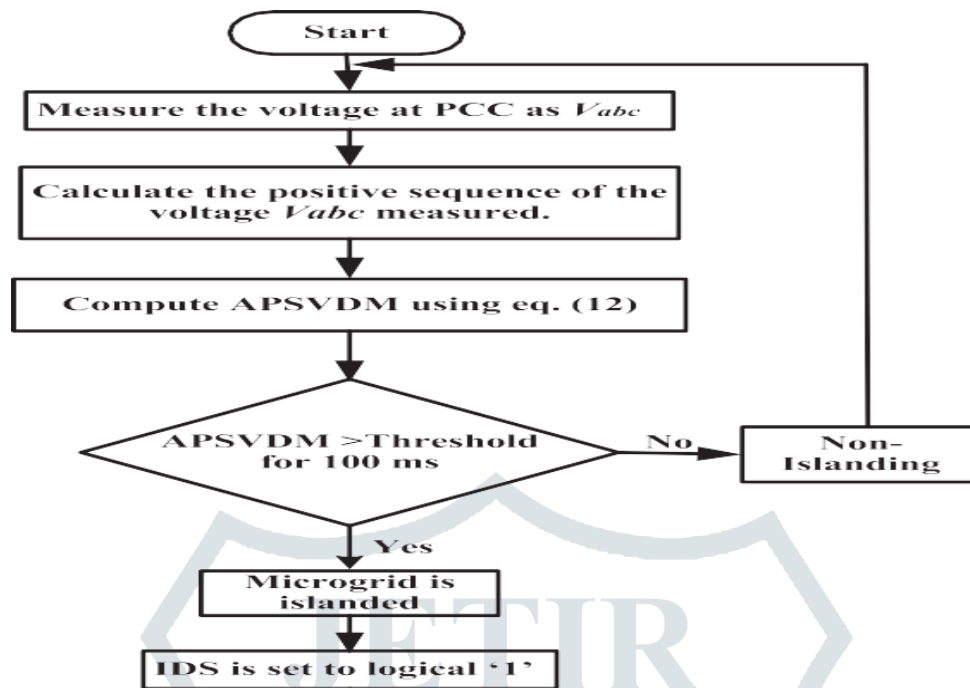 Start
Measure the voltage at PCC as Vabc
Calculate the positive sequence of the
voltage Vabc measured.
Compute APSVDM using eq. (12)
APSVDM >Threshold
for 100 ms
No
Non-
Islanding
Yes
Microgrid is
islanded
JETIR
IDS is set to logical ‘1’